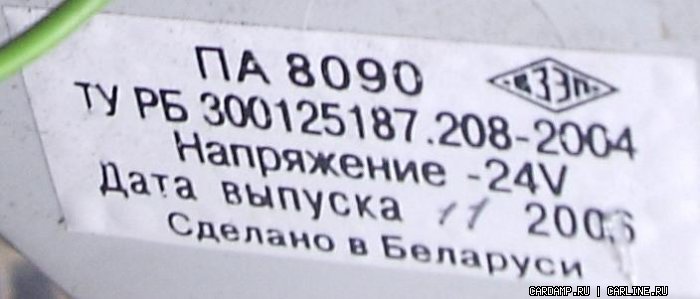 ПА 8090
ВЗЭП
ТУ РБ 300125187.208-2004
Напряжение -24V
Дата выпуска 11 2006
Сделано в Беларуси
CARDAMP.RU | CARLINE.RU